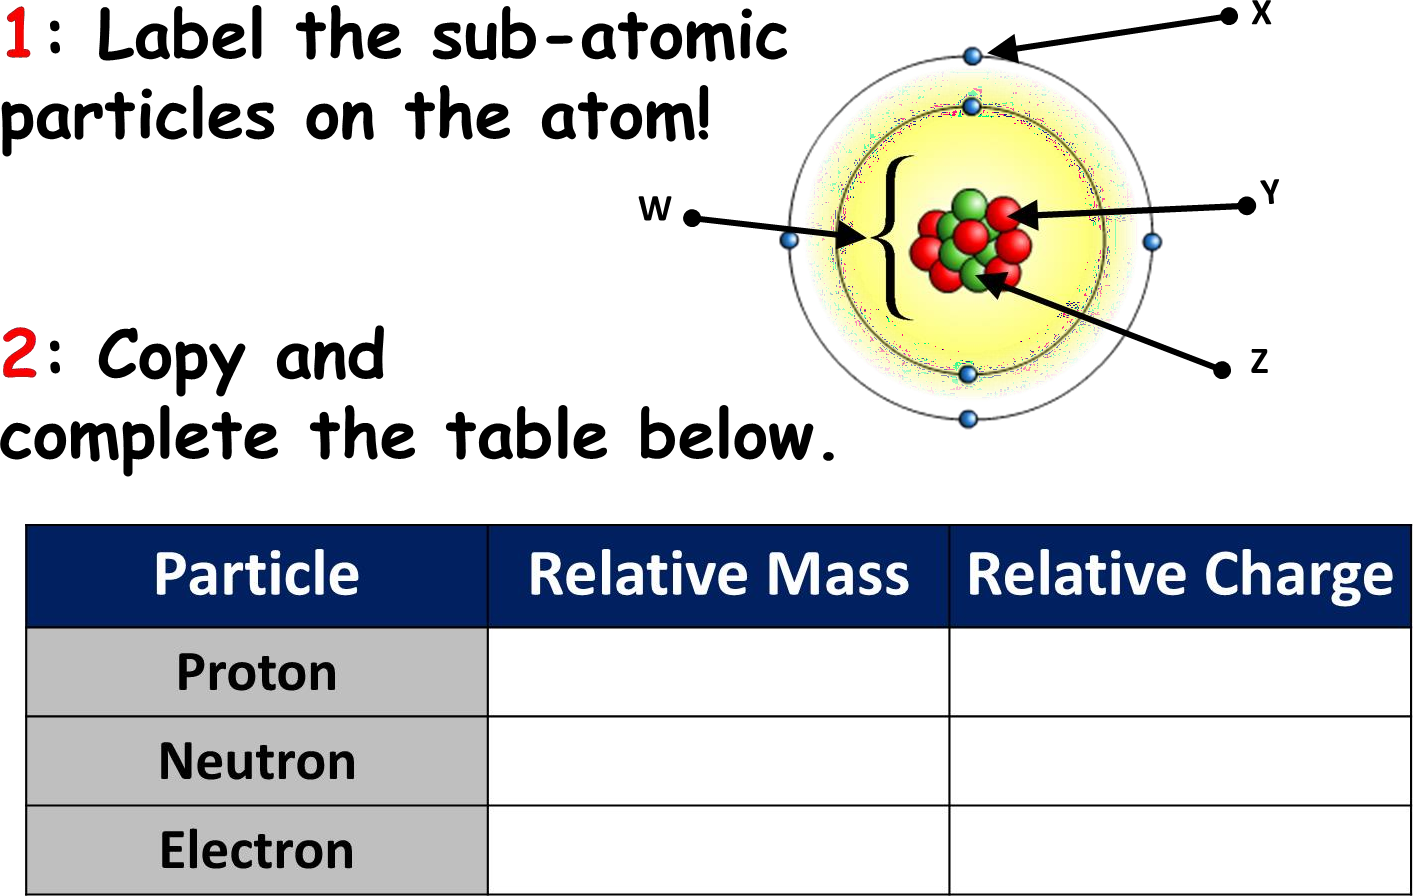 1: Label the sub-atomic
particles on the atom!
X
Y
W
Z
2: Copy and
complete the table below.
Particle Relative Mass Relative Charge
Proton
Neutron
Electron